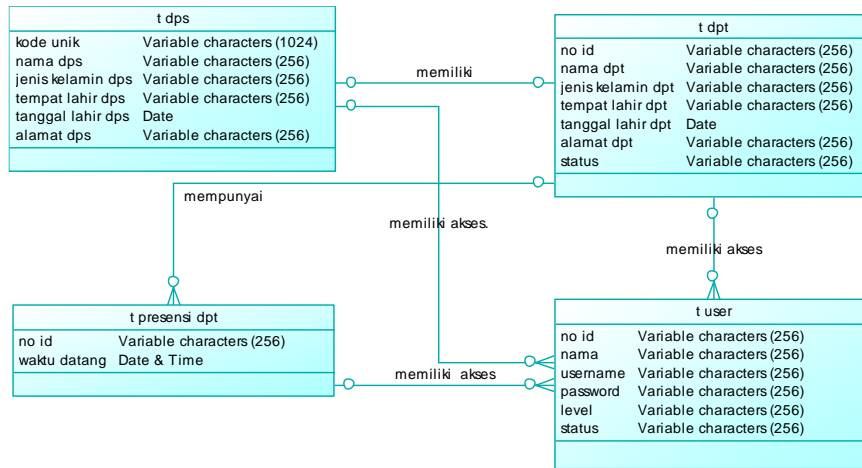 t dps
kode unik Variable characters (1024)
nama dps Variable characters (256)
jenis kelamin dps Variable characters (256)
tempat lahir dps Variable characters (256)
tanggal lahir dps Date
alamat dps Variable characters (256)
memiliki
t dpt
no id Variable characters (256)
nama dpt Variable characters (256)
jenis kelamin dpt Variable characters (256)
tempat lahir dpt Variable characters (256)
tanggal lahir dpt Date
alamat dpt Variable characters (256)
status Variable characters (256)
mempunyai
memiliki akses.
memiliki akses
t presensi dpt
no id Variable characters (256)
waktu datang Date & Time
memiliki akses
t user
no id Variable characters (256)
nama Variable characters (256)
username Variable characters (256)
password Variable characters (256)
level Variable characters (256)
status Variable characters (256)